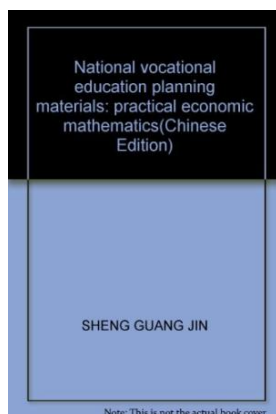 National vocational
education planning
materials: practical economic
mathematics(Chinese
Edition)
SHENG GUANG JIN
Note: This is not the actual book cover